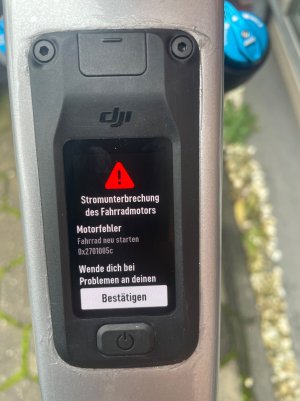 dji
Stromunterbrechung
des Fahrradmotors
Motorfehler
Fahrrad neu starten
0x2701005c
Wende dich bei
Problemen an deinen
Bestätigen